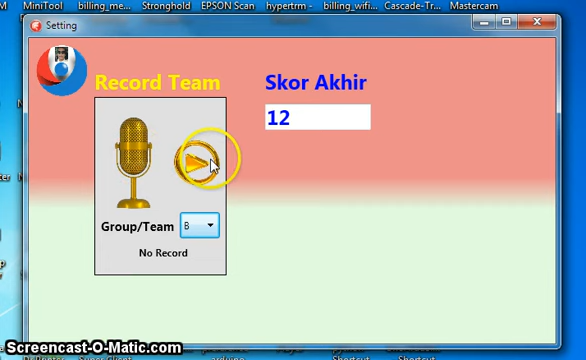 MiniTool billing_me... Stronghold EPSON Scan hypertrm - billing_wifi... Cascade-Tr... Mastercam
Setting
Record Team
Skor Akhir
12
Group/Team B
No Record
Screencast-O-Matic.com